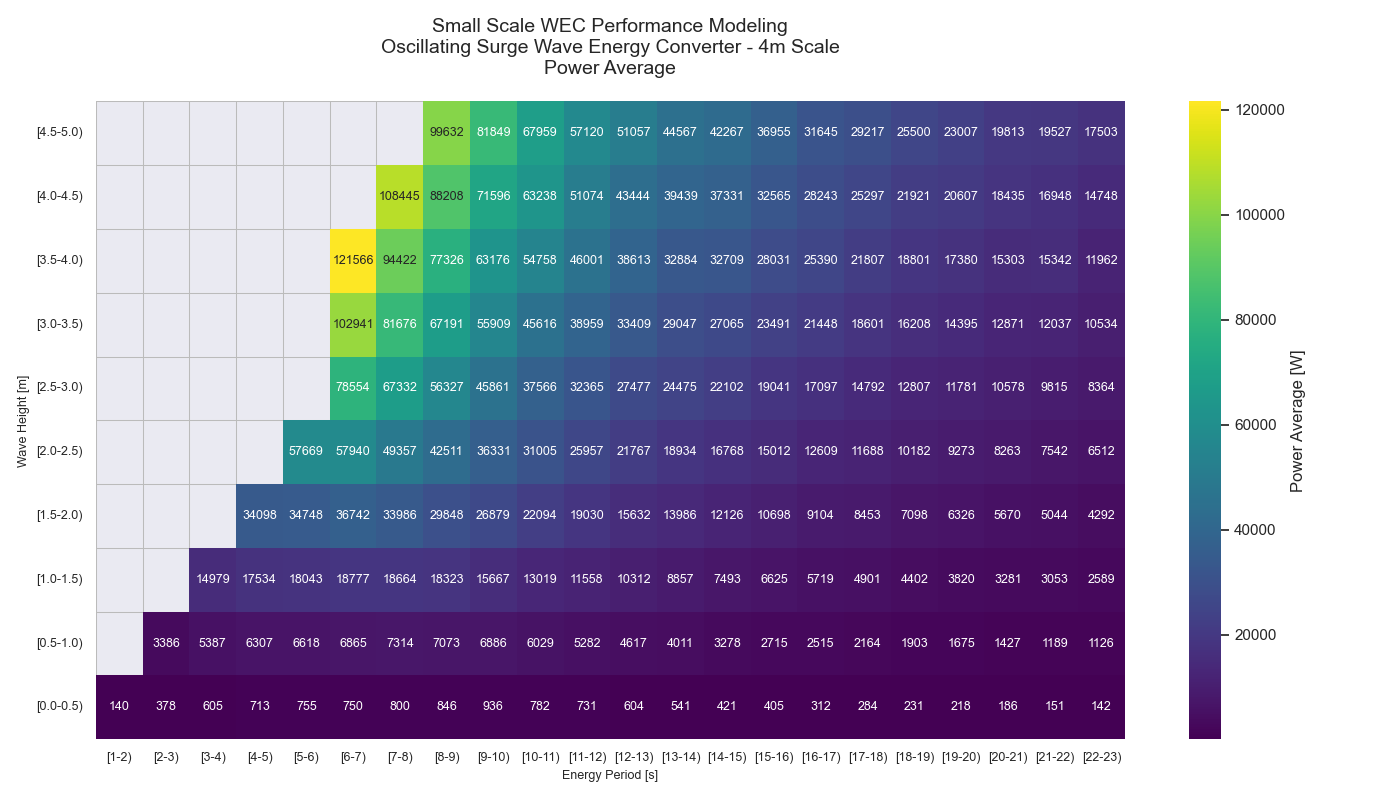 Small Scale WEC Performance Modeling
Oscillating Surge Wave Energy Converter - 4m Scale
Power Average
[4.5-5.0) 99632 81849 67959 57120 51057 44567 42267 36955 31645 29217 25500 23007 19813 19527 17503
[4.0-4.5) 108445 88208 71596 63238 51074 43444 39439 37331 32565 28243 25297 21921 20607 18435 16948 14748
[3.5-4.0) 121566 94422 77326 63176 54758 46001 38613 32884 32709 28031 25390 21807 18801 17380 15303 15342 11962
[3.0-3.5) 102941 81676 67191 55909 45616 38959 33409 29047 27065 23491 21448 18601 16208 14395 12871 12037 10534
[2.5-3.0) 78554 67332 56327 45861 37566 32365 27477 24475 22102 19041 17097 14792 12807 11781 10578 9815 8364
[2.0-2.5) 57669 57940 49357 42511 36331 31005 25957 21767 18934 16768 15012 12609 11688 10182 9273 8263 7542 6512
[1.5-2.0) 34098 34748 36742 33986 29848 26879 22094 19030 15632 13986 12126 10698 9104 8453 7098 6326 5670 5044 4292
[1.0-1.5) 14979 17534 18043 18777 18664 18323 15667 13019 11558 10312 8857 7493 6625 5719 4901 4402 3820 3281 3053 2589
[0.5-1.0) 3386 5387 6307 6618 6865 7314 7073 6886 6029 5282 4617 4011 3278 2715 2515 2164 1903 1675 1427 1189 1126
[0.0-0.5) 140 378 605 713 755 750 800 846 936 782 731 604 541 421 405 312 284 231 218 186 151 142
[1-2) [2-3) [3-4) [4-5) [5-6) [6-7) [7-8) [8-9) [9-10) [10-11) [11-12) [12-13) [13-14) [14-15) [15-16) [16-17) [17-18) [18-19) [19-20) [20-21) [21-22) [22-23)
Energy Period [s]
Wave Height [m]
120000
100000
80000
60000
40000
20000
Power Average [W]